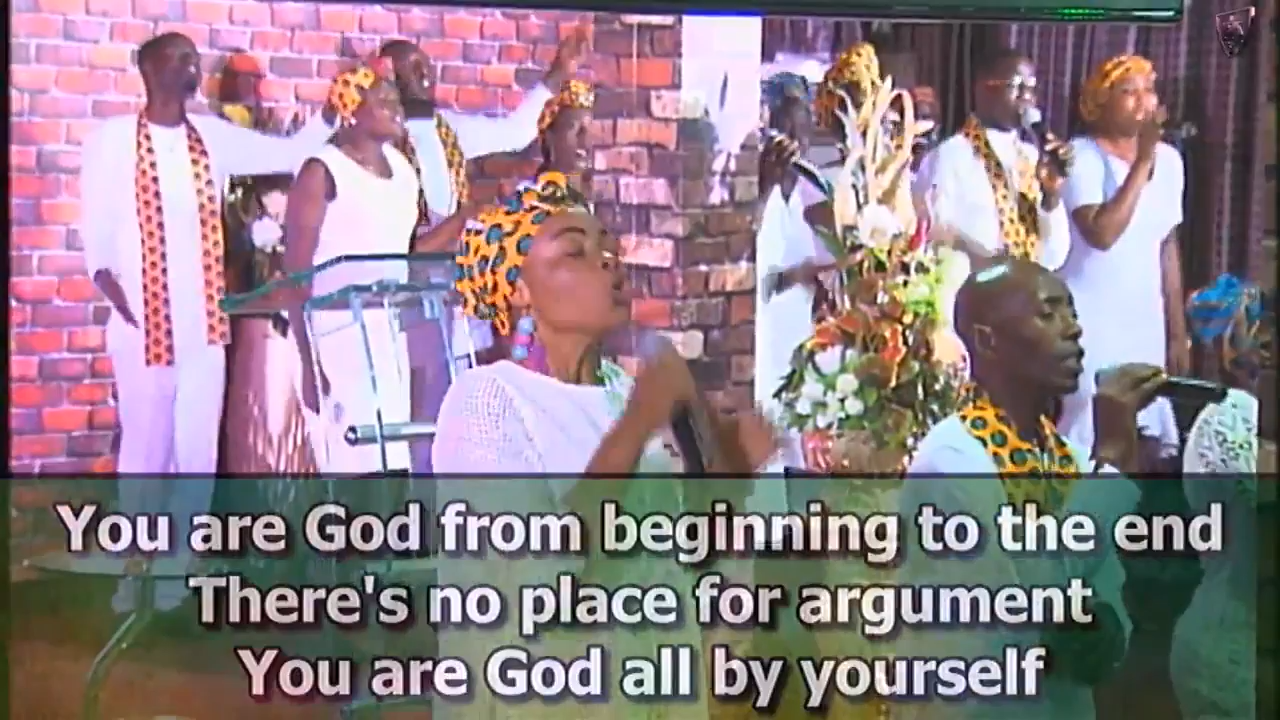 You are God from beginning to the end
There's no place for argument
You are God all by yourself